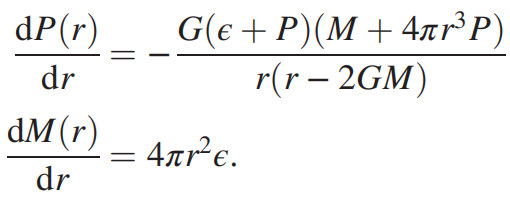 dP(r)/dr = − G(ϵ + P)(M + 4πr³P) / r(r − 2GM)
dM(r)/dr = 4πr²ϵ.